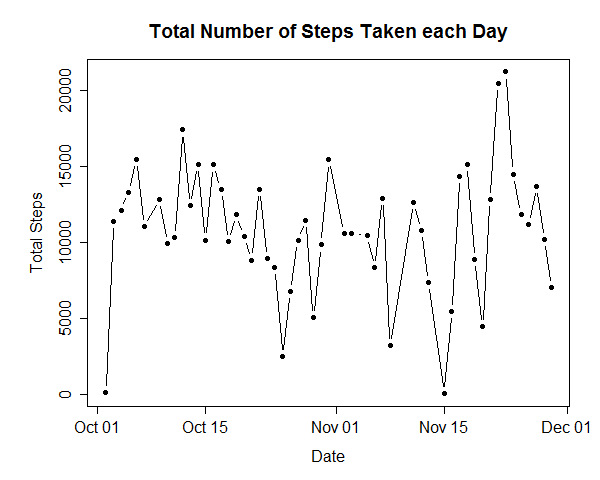 Total Number of Steps Taken each Day
Total Steps
20000
15000
10000
5000
0
Oct 01 Oct 15 Nov 01 Nov 15 Dec 01
Date